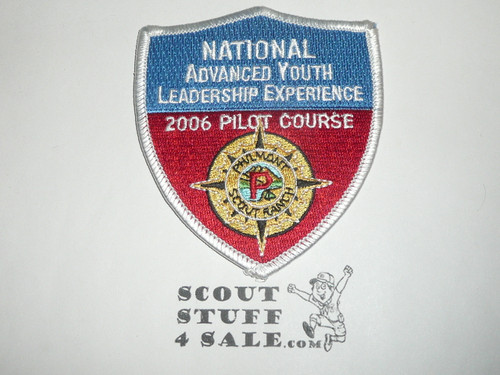 NATIONAL
ADVANCED YOUTH
LEADERSHIP EXPERIENCE
2006 PILOT COURSE
PHILMONT
P
SCOUT RANCH
SCOUT
STUFF
4 SALE.COM